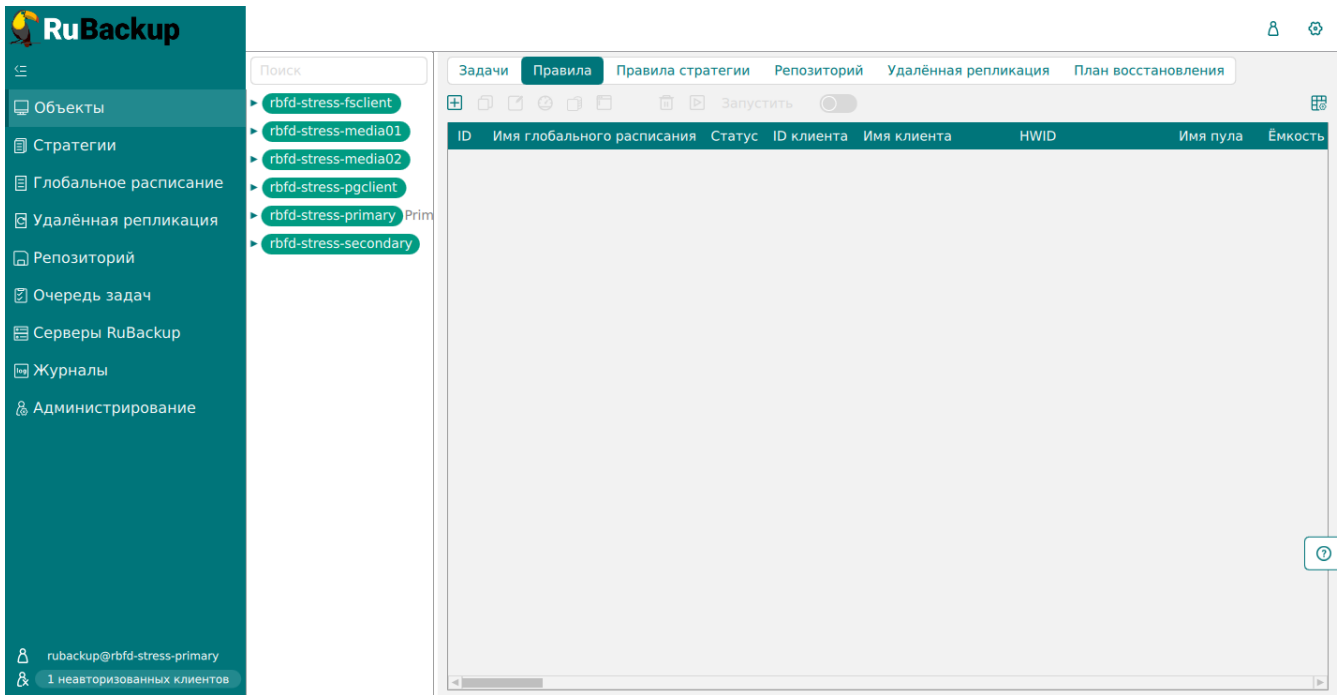 RuBackup
Объекты
Стратегии
Глобальное расписание
Удалённая репликация
Репозиторий
Очередь задач
Серверы RuBackup
log Журналы
Администрирование
rubackup@rbfd-stress-primary
1 неавторизованных клиентов
Поиск
rbfd-stress-fsclient
rbfd-stress-media01
rbfd-stress-media02
rbfd-stress-pgclient
rbfd-stress-primary Prim
rbfd-stress-secondary
Задачи Правила Правила стратегии Репозиторий Удалённая репликация План восстановления
Запустить
ID Имя глобального расписания Статус ID клиента Имя клиента HWID Имя пула Ёмкость